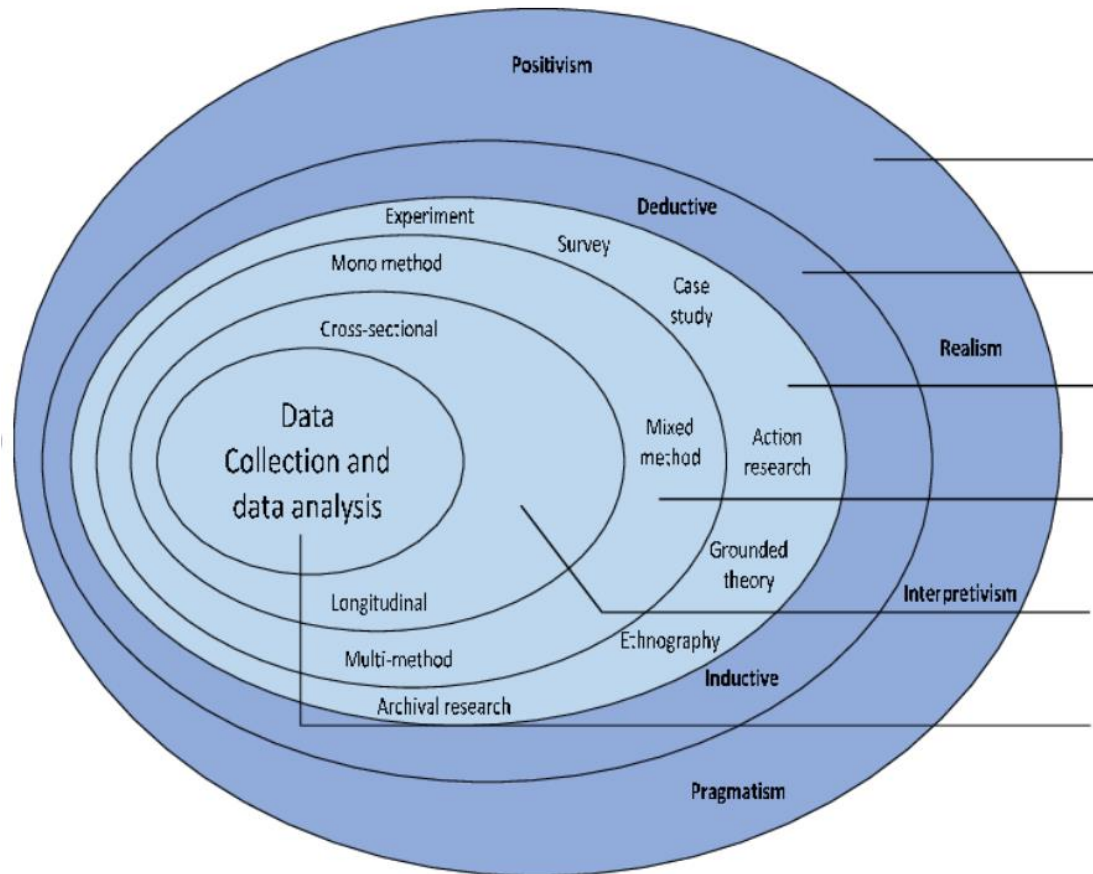 Positivism
Deductive
Experiment
Survey
Mono method
Case
study
Cross-sectional
Realism
Data
Collection and
data analysis
Mixed
method
Action
research
Grounded
theory
Longitudinal
Interpretivism
Ethnography
Multi-method
Inductive
Archival research
Pragmatism